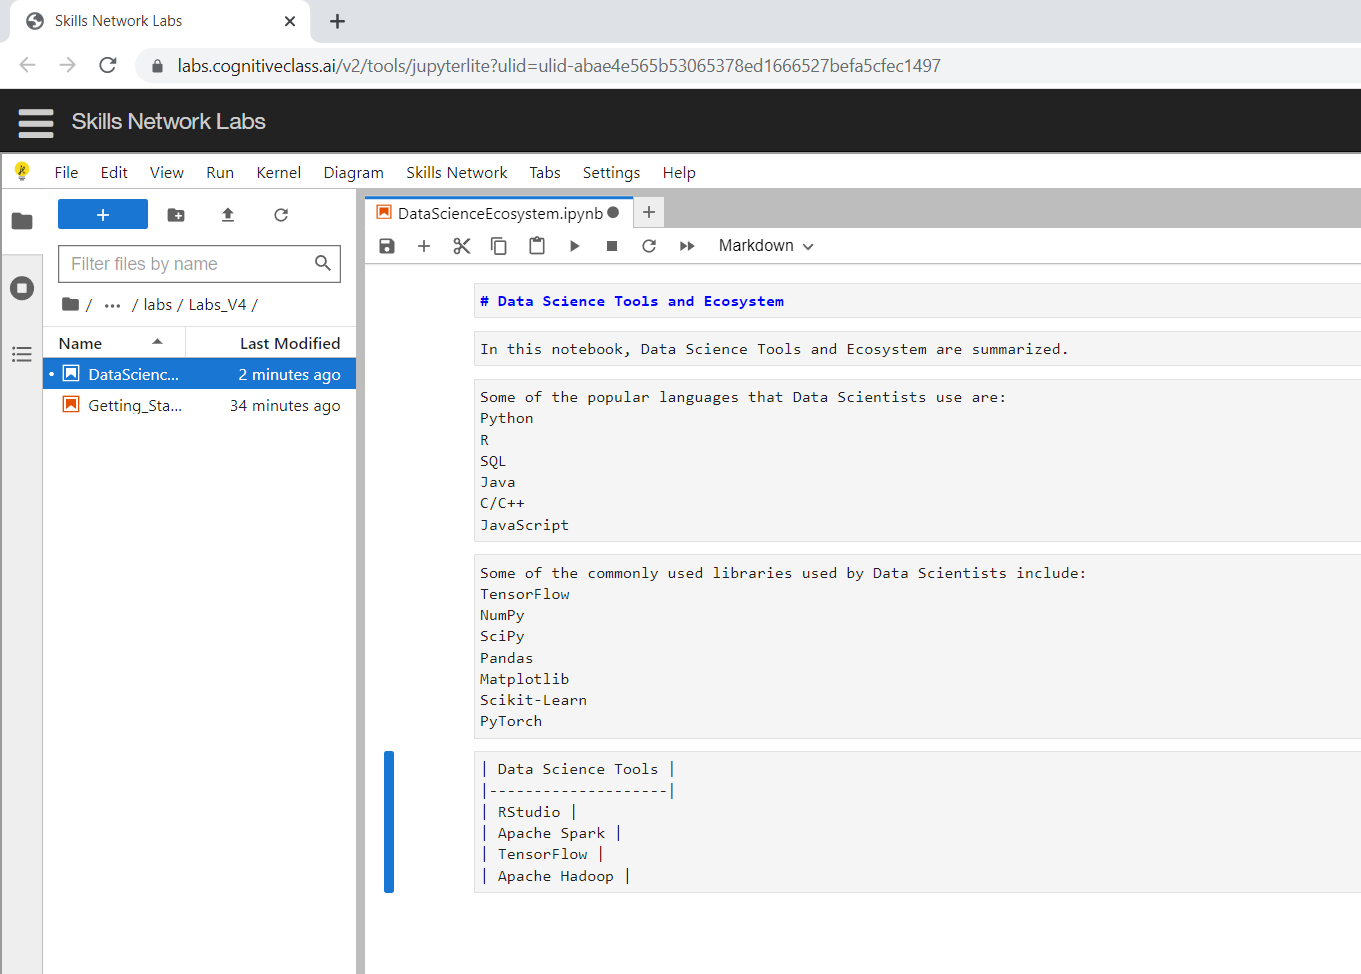 Skills Network Labs
labs.cognitiveclass.ai/v2/tools/jupyterlite?ulid=ulid-abae4e565b53065378ed1666527befa5cfec1497
Skills Network Labs
File Edit View Run Kernel Diagram Skills Network Tabs Settings Help
DataScienceEcosystem.ipynb
Markdown
Filter files by name
/ ... / labs / Labs_V4 /
Name Last Modified
DataScienc... 2 minutes ago
Getting_Sta... 34 minutes ago
# Data Science Tools and Ecosystem
In this notebook, Data Science Tools and Ecosystem are summarized.
Some of the popular languages that Data Scientists use are:
Python
R
SQL
Java
C/C++
JavaScript
Some of the commonly used libraries used by Data Scientists include:
TensorFlow
NumPy
SciPy
Pandas
Matplotlib
Scikit-Learn
PyTorch
| Data Science Tools |
|--------------------|
| RStudio |
| Apache Spark |
| TensorFlow |
| Apache Hadoop |